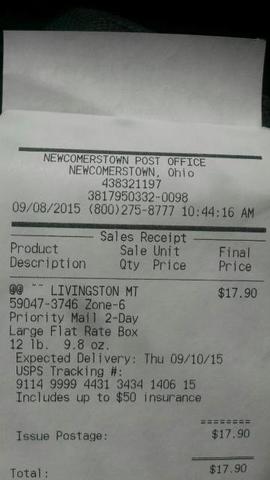 NEWCOMERSTOWN POST OFFICE
NEWCOMERSTOWN, Ohio
438321197
3817950332-0098
09/08/2015 (800)275-8777 10:44:16 AM
Sales Receipt
Product Sale Unit Final
Description Qty Price Price
@@ ~~ LIVINGSTON MT $17.90
59047-3746 Zone-6
Priority Mail 2-Day
Large Flat Rate Box
12 lb. 9.8 oz.
Expected Delivery: Thu 09/10/15
USPS Tracking #:
9114 9999 4431 3434 1406 15
Includes up to $50 insurance
========
Issue Postage: $17.90
Total: $17.90